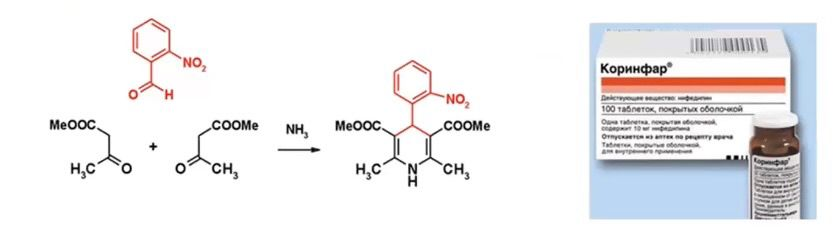 NO₂
O
H
MeOOC
COOMe
+
NH₃
H₃C
O
O
CH₃
NO₂
MeOOC
COOMe
H₃C
N
H
CH₃
Коринфар®
Действующее вещество: нифедипин
100 таблеток, покрытых оболочкой
Одна таблетка, покрытая оболочкой,
содержит 10 мг нифедипина
Отпускается из аптек по рецепту врача
Таблетки, покрытые оболочкой,
для внутреннего применения
Коринфар®